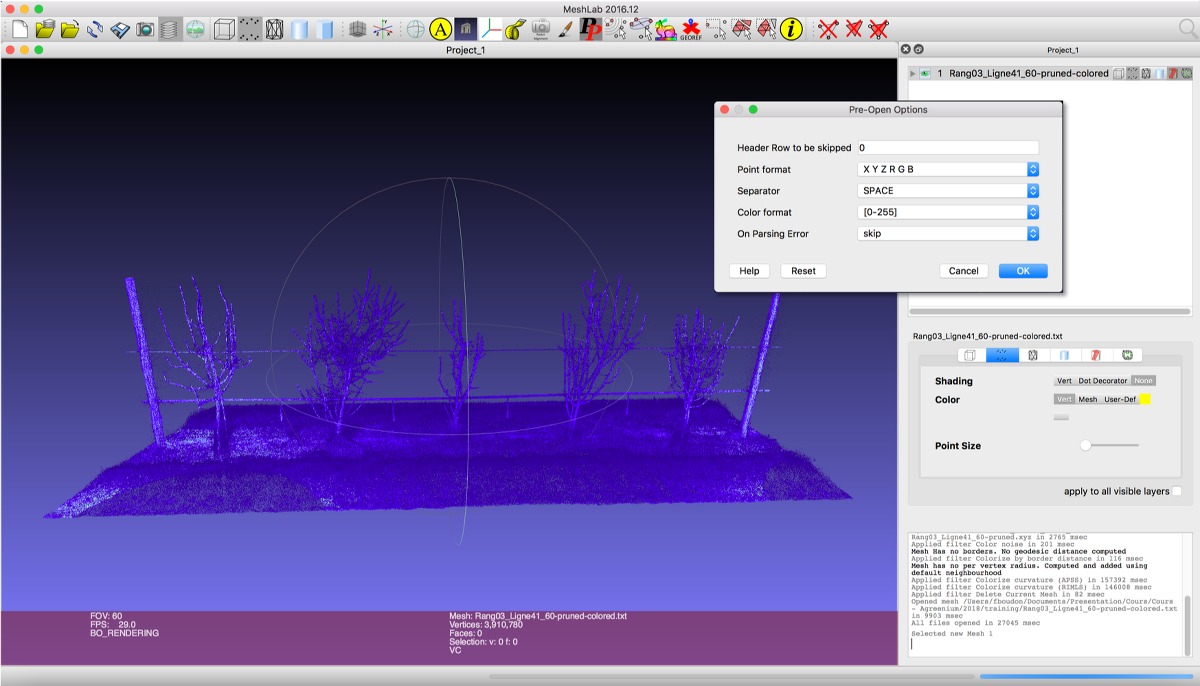 MeshLab 2016.12
A
Pp
GEOREF
i
Project_1
Project_1
1 Rang03_Ligne41_60-pruned-colored
Pre-Open Options
Header Row to be skipped 0
Point format X Y Z R G B
Separator SPACE
Color format [0-255]
On Parsing Error skip
Help Reset Cancel OK
Rang03_Ligne41_60-pruned-colored.txt
Shading Vert Dot Decorator None
Color Vert Mesh User-Def
Point Size
apply to all visible layers
Rang03_Ligne41_60-pruned.xyz in 2765 msec
Applied filter Color noise in 201 msec
Mesh Has no borders. No geodesic distance computed
Applied filter Colorize by border distance in 116 msec
Mesh has no per vertex radius. Computed and added using
default neighbourhood
Applied filter Colorize curvature (APSS) in 157392 msec
Applied filter Colorize curvature (RIMLS) in 146008 msec
Applied filter Delete Current Mesh in 82 msec
Opened mesh /Users/fboudon/Documents/Presentation/Cours/Cours
- Agreenium/2018/training/Rang03_Ligne41_60-pruned-colored.txt
in 9903 msec
All files opened in 27045 msec
Selected new Mesh 1
FOV: 60
FPS: 29.0
BO_RENDERING
Mesh: Rang03_Ligne41_60-pruned-colored.txt
Vertices: 3,910,780
Faces: 0
Selection: v: 0 f: 0
VC